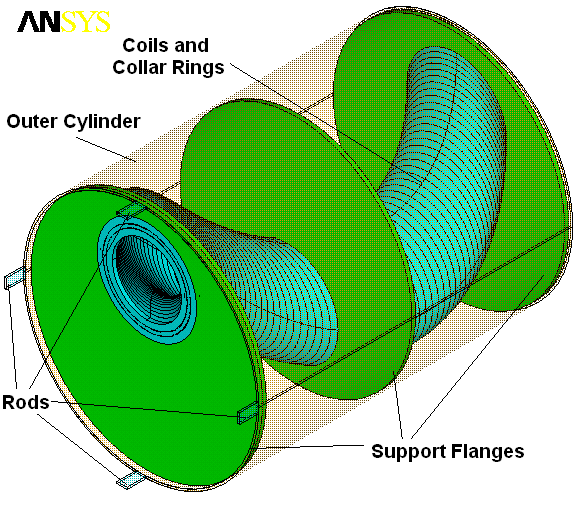 ANSYS
Coils and
Collar Rings
Outer Cylinder
Rods
Support Flanges